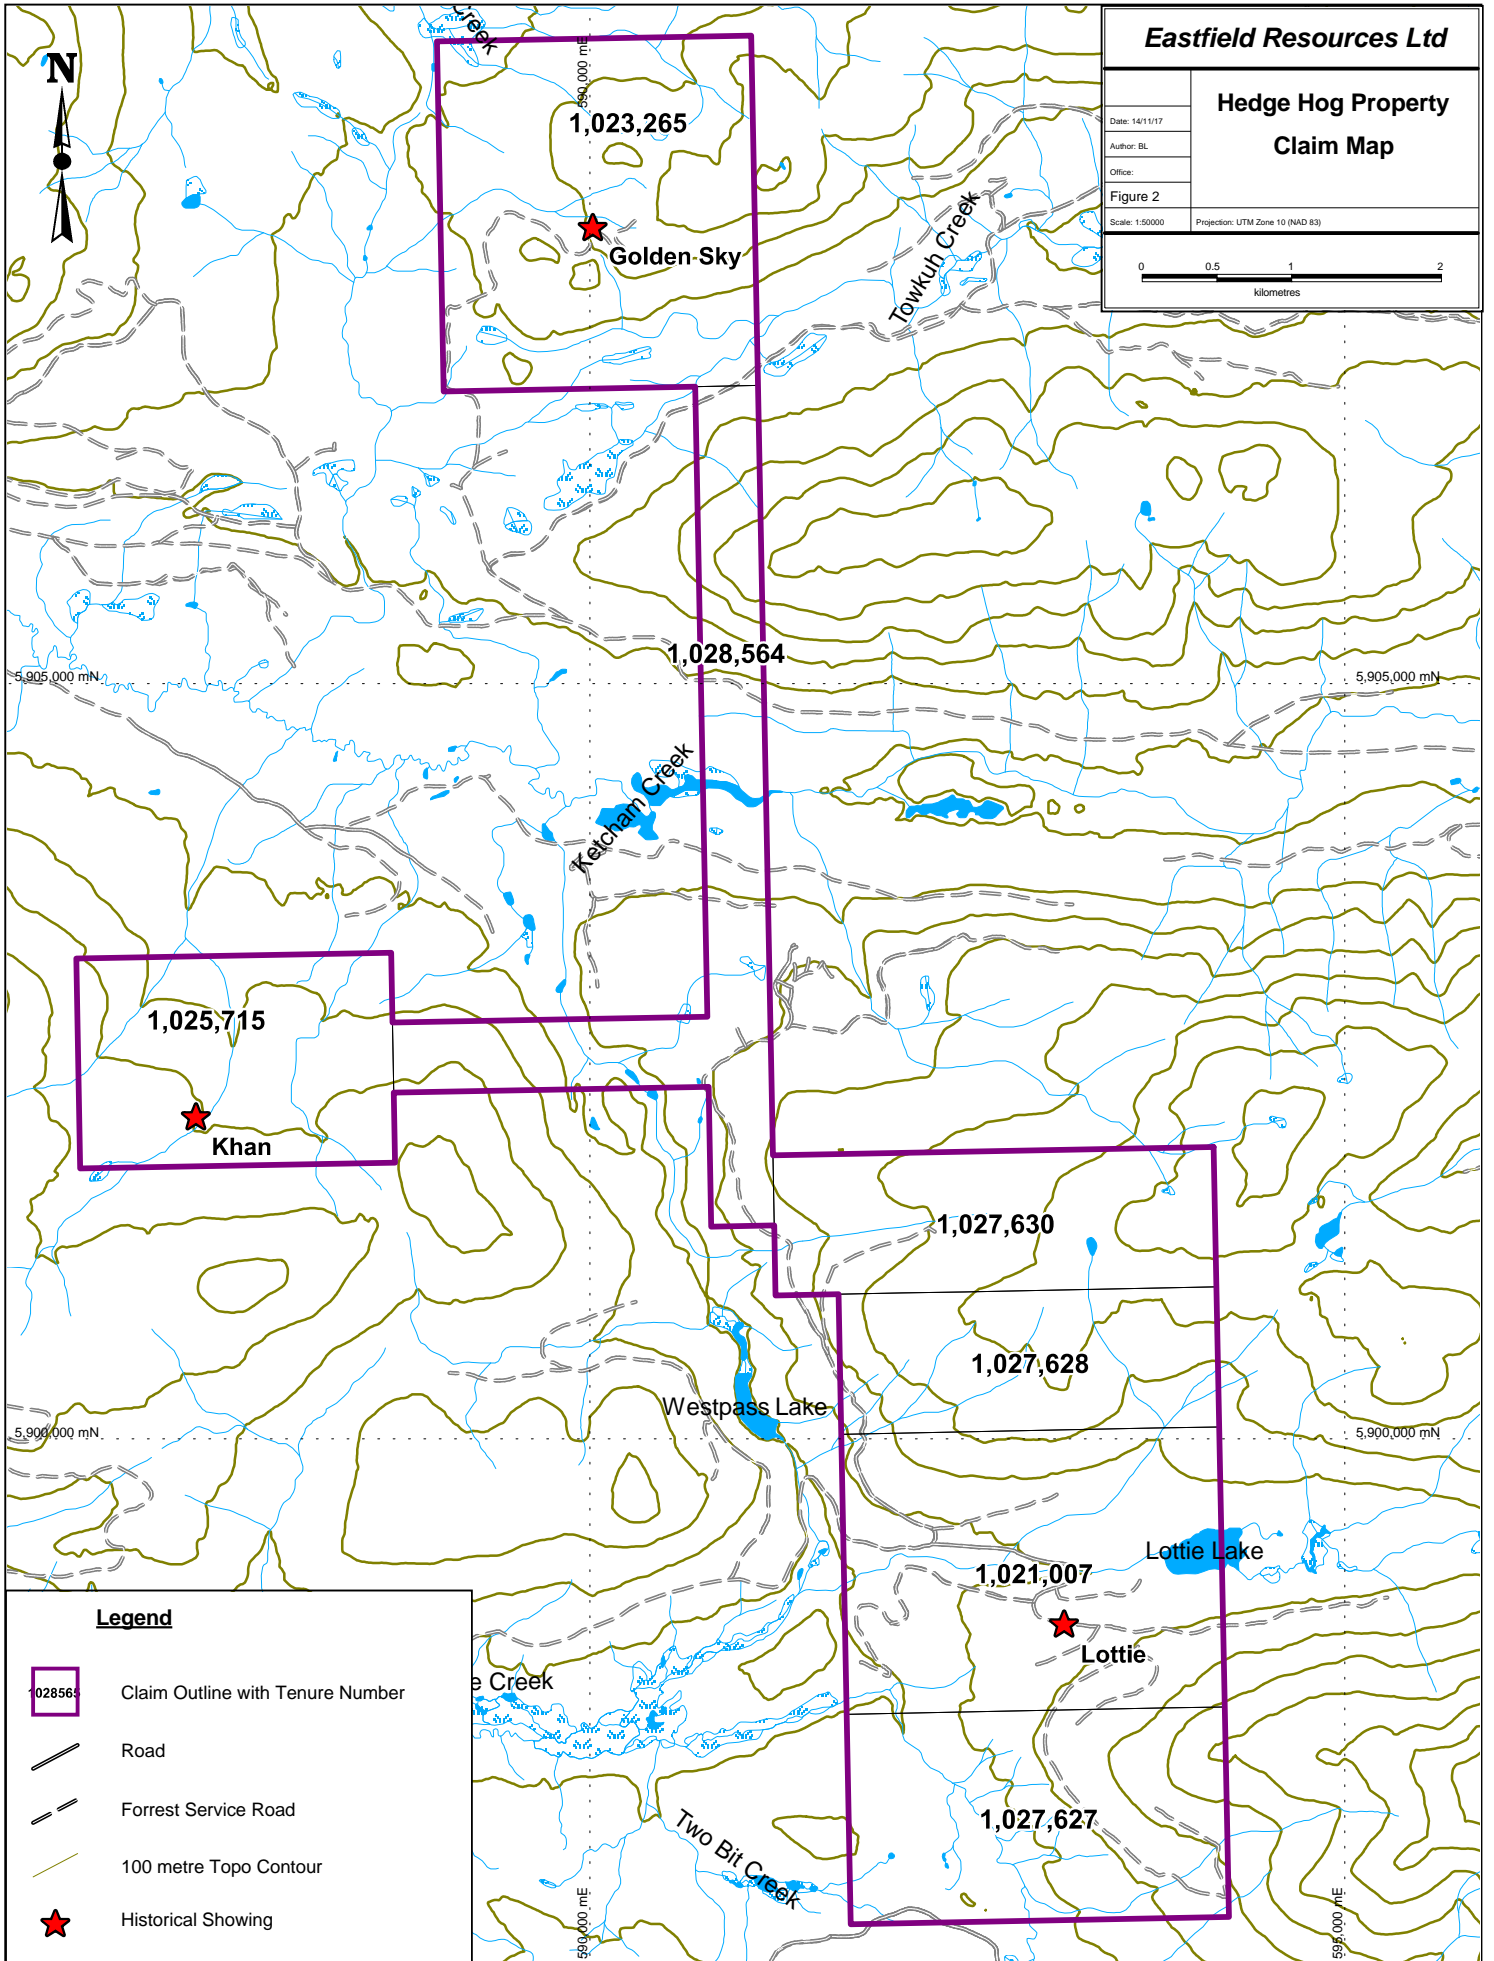 Creek
N
590,000 mE
1,023,265
Golden Sky
Towkuh Creek
Eastfield Resources Ltd
Hedge Hog Property
Claim Map
Date: 14/11/17
Author: BL
Office:
Figure 2
Scale: 1:50000
Projection: UTM Zone 10 (NAD 83)
0 0.5 1 2
kilometres
1,028,564
5,905,000 mN
5,905,000 mN
Ketcham Creek
1,025,715
Khan
1,027,630
1,027,628
Westpass Lake
5,900,000 mN
5,900,000 mN
Lottie Lake
1,021,007
Lottie
e Creek
1,027,627
Two Bit Creek
590,000 mE
595,000 mE
Legend
1028565
Claim Outline with Tenure Number
Road
Forrest Service Road
100 metre Topo Contour
Historical Showing